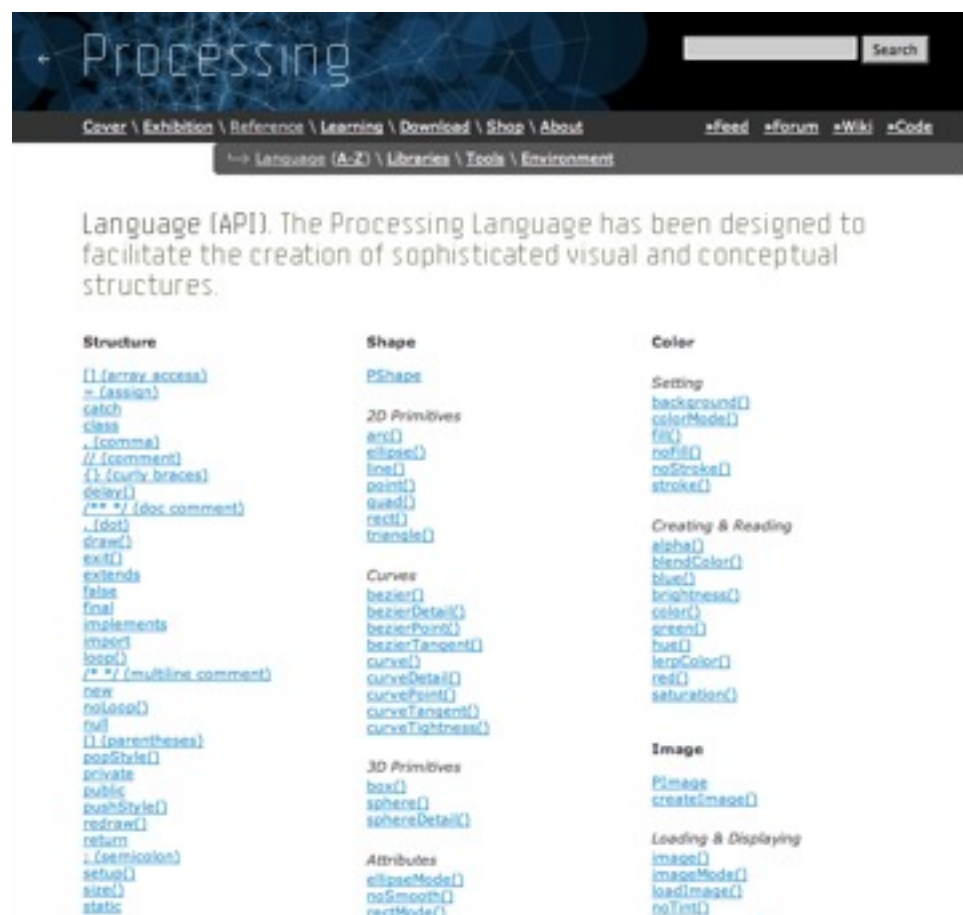 ← Processing
Search
Cover \ Exhibition \ Reference \ Learning \ Download \ Shop \ About
»Feed »Forum »Wiki »Code
↪ Language (A-Z) \ Libraries \ Tools \ Environment
Language (API). The Processing Language has been designed to
facilitate the creation of sophisticated visual and conceptual
structures.
Structure
[] (array access)
= (assign)
catch
class
, (comma)
// (comment)
{} (curly braces)
delay()
/** */ (doc comment)
. (dot)
draw()
exit()
extends
false
final
implements
import
loop()
/* */ (multiline comment)
new
noLoop()
null
() (parentheses)
popStyle()
private
public
pushStyle()
redraw()
return
; (semicolon)
setup()
size()
static
Shape
PShape
2D Primitives
arc()
ellipse()
line()
point()
quad()
rect()
triangle()
Curves
bezier()
bezierDetail()
bezierPoint()
bezierTangent()
curve()
curveDetail()
curvePoint()
curveTangent()
curveTightness()
3D Primitives
box()
sphere()
sphereDetail()
Attributes
ellipseMode()
noSmooth()
rectMode()
Color
Setting
background()
colorMode()
fill()
noFill()
noStroke()
stroke()
Creating & Reading
alpha()
blendColor()
blue()
brightness()
color()
green()
hue()
lerpColor()
red()
saturation()
Image
PImage
createImage()
Loading & Displaying
image()
imageMode()
loadImage()
noTint()